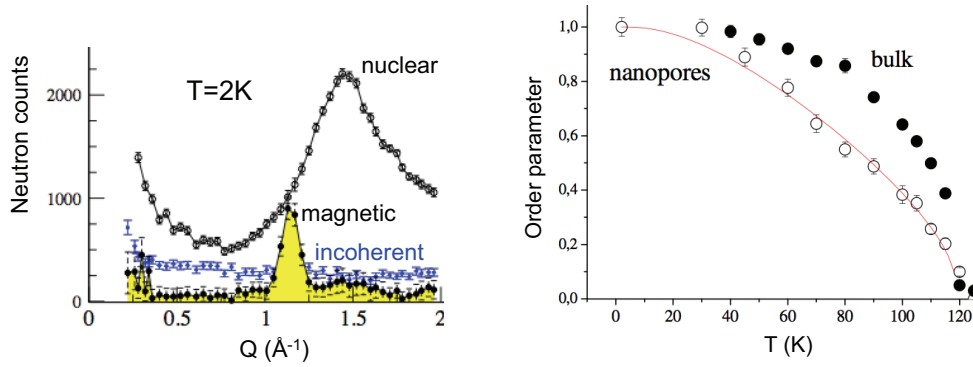 T=2K
nuclear
magnetic
incoherent
Neutron counts
2000
1000
0
0
0.5
1
1.5
2
Q (Å-1)
nanopores
bulk
Order parameter
1,0
0,8
0,6
0,4
0,2
0,0
0
20
40
60
80
100
120
T (K)